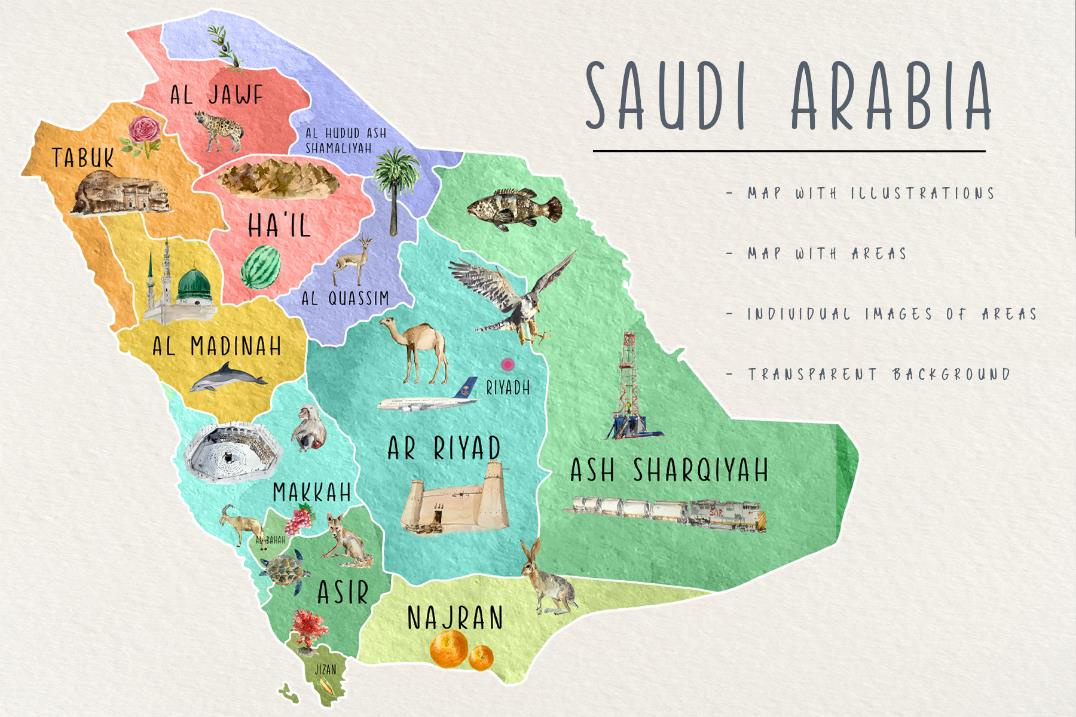 SAUDI ARABIA
- MAP WITH ILLUSTRATIONS
- MAP WITH AREAS
- INDIVIDUAL IMAGES OF AREAS
- TRANSPARENT BACKGROUND
AL JAWF
AL HUDUD ASH
SHAMALIYAH
TABUK
HA'IL
AL QUASSIM
AL MADINAH
RIYADH
AR RIYAD
ASH SHARQIYAH
MAKKAH
AL BAHAH
ASIR
NAJRAN
JIZAN
SAR